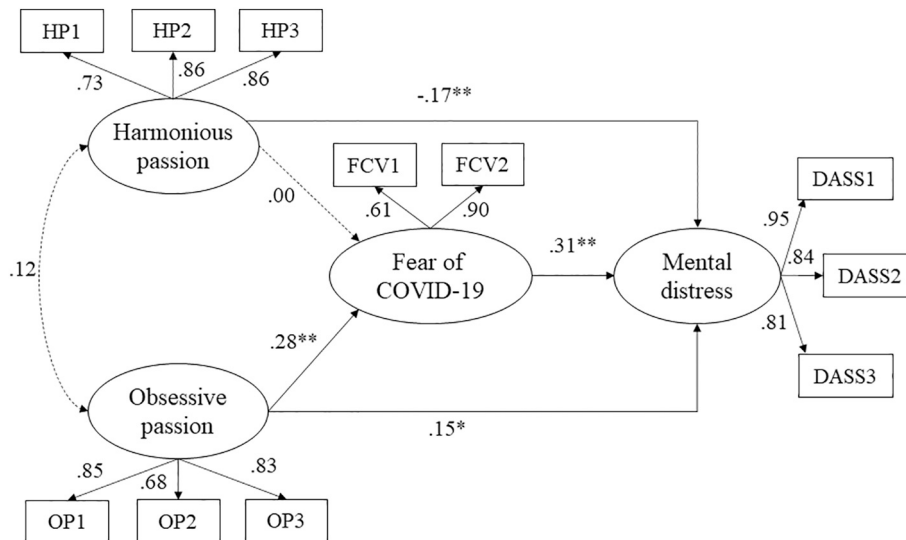 HP1
HP2
HP3
.73
.86
.86
-.17**
Harmonious
passion
FCV1
FCV2
DASS1
.00
.61
.90
.95
.12
Fear of
COVID-19
.31**
Mental
distress
.84
DASS2
.81
.28**
DASS3
Obsessive
passion
.15*
.85
.68
.83
OP1
OP2
OP3